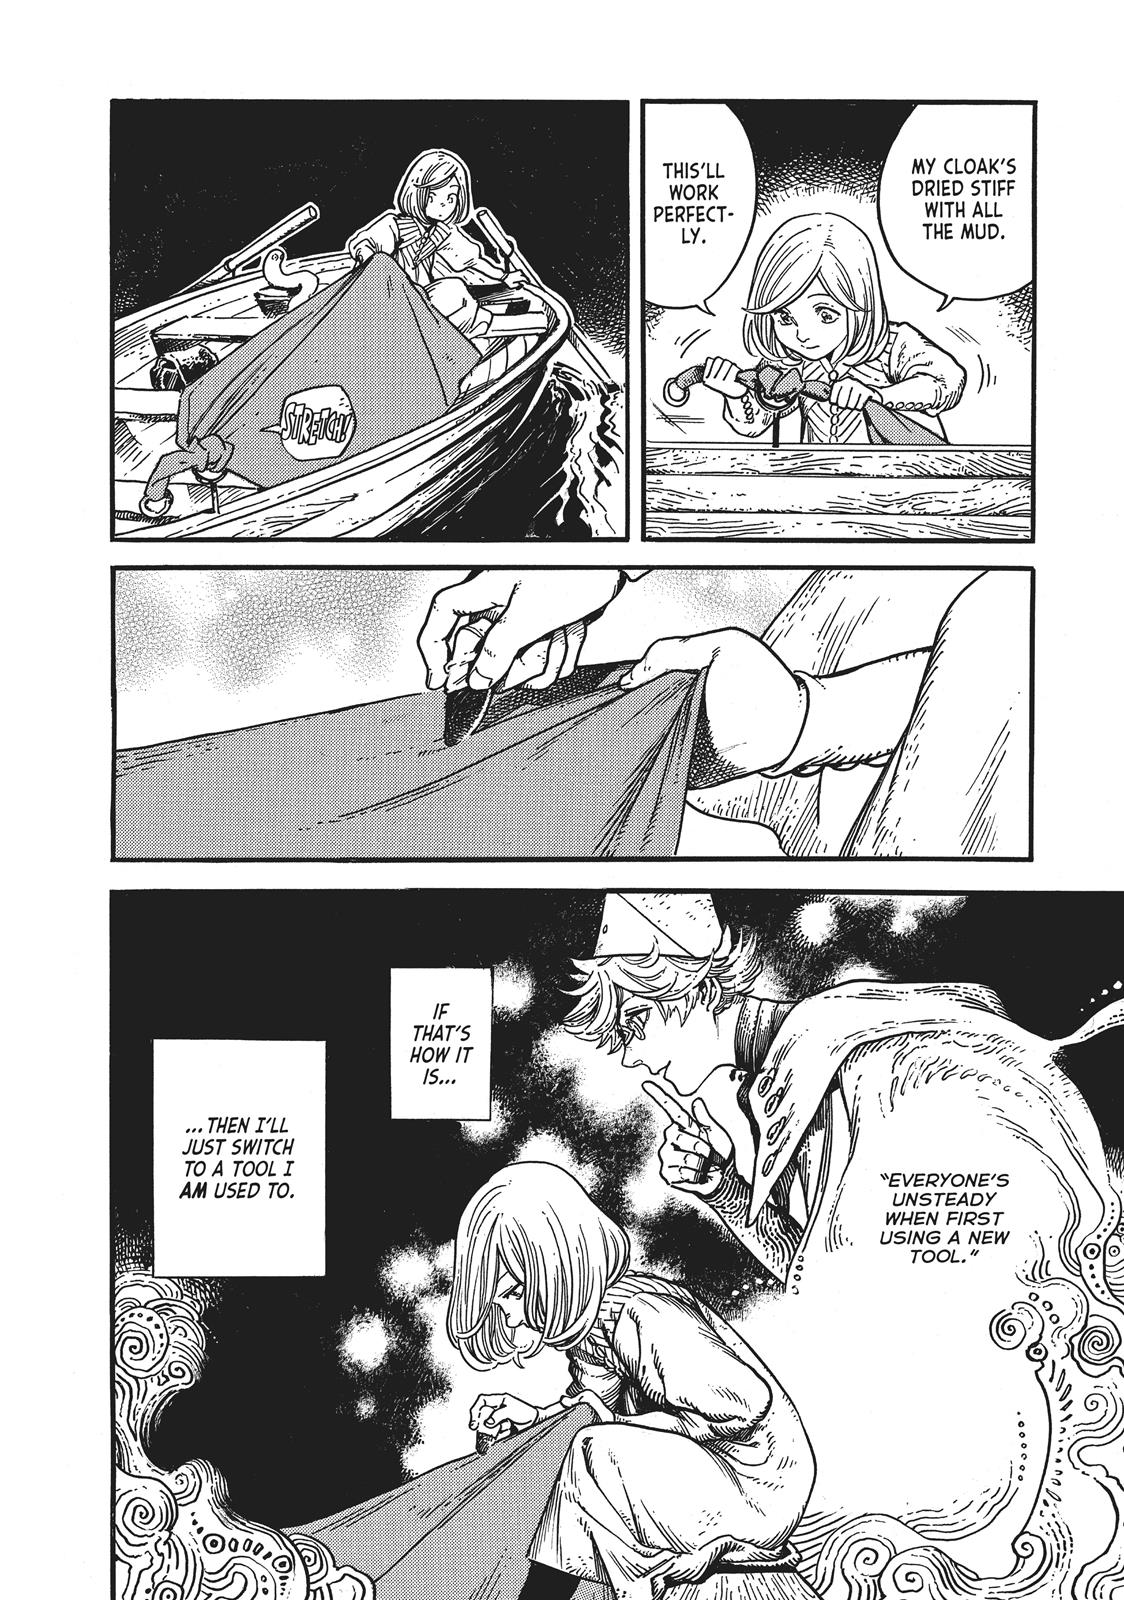 MY CLOAK'S
DRIED STIFF
WITH ALL
THE MUD.
THIS'LL
WORK
PERFECT-
LY.
STRETCH!
"EVERYONE'S
UNSTEADY
WHEN FIRST
USING A NEW
TOOL."
IF
THAT'S
HOW IT
IS...
...THEN I'LL
JUST SWITCH
TO A TOOL I
AM USED TO.